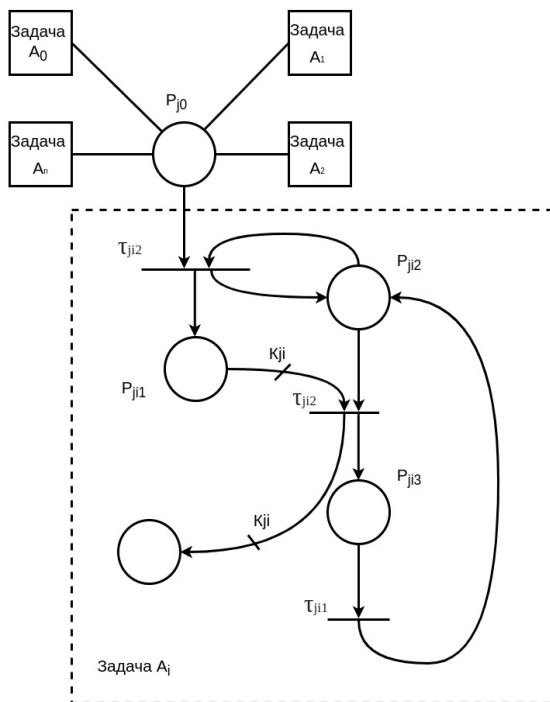 Задача
A0
Задача
A1
Pj0
Задача
An
Задача
A2
τji2
Pji2
Kji
Pji1
τji2
Pji3
Kji
τji1
Задача Ai